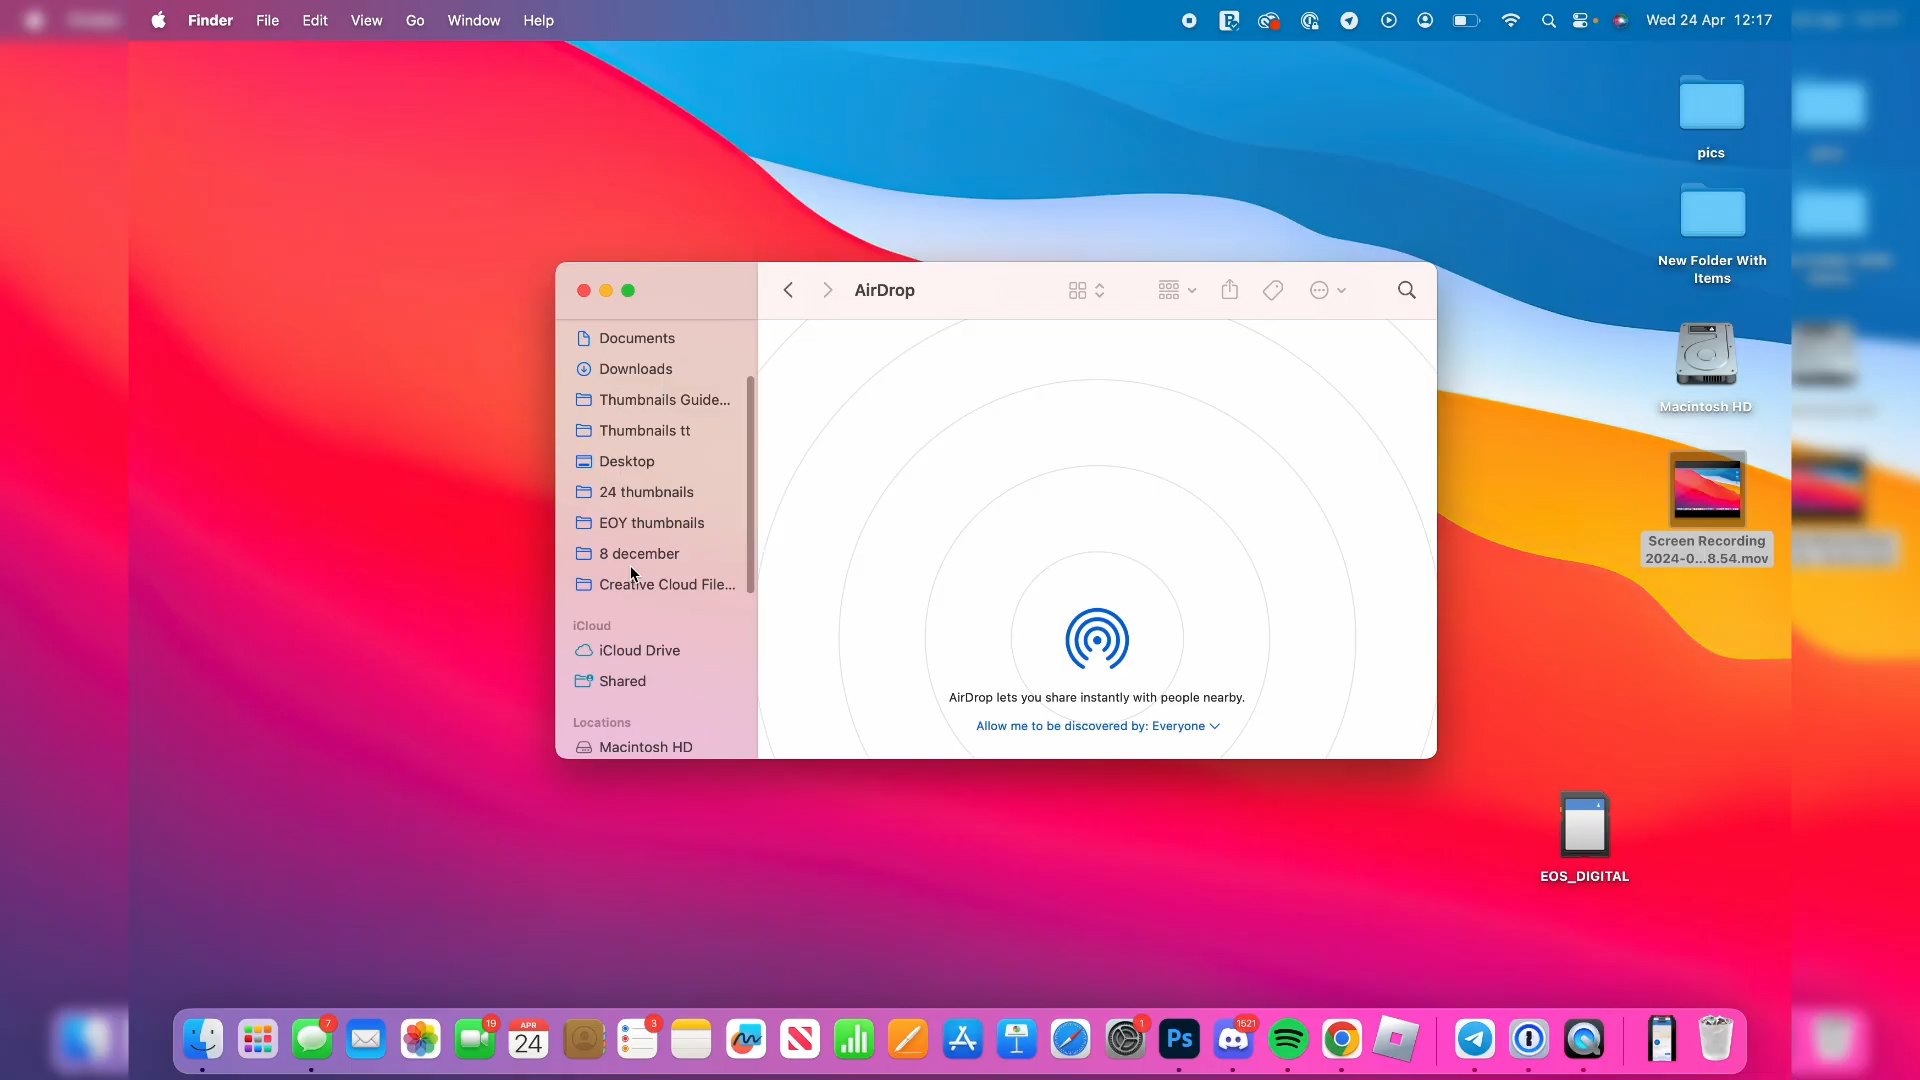 Finder File Edit View Go Window Help
Wed 24 Apr 12:17
pics
New Folder With
Items
Macintosh HD
Screen Recording
2024-0...8.54.mov
EOS_DIGITAL
AirDrop
Documents
Downloads
Thumbnails Guide...
Thumbnails tt
Desktop
24 thumbnails
EOY thumbnails
8 december
Creative Cloud File...
iCloud
iCloud Drive
Shared
Locations
Macintosh HD
AirDrop lets you share instantly with people nearby.
Allow me to be discovered by: Everyone
7
19
APR
24
3
1
Ps
1521